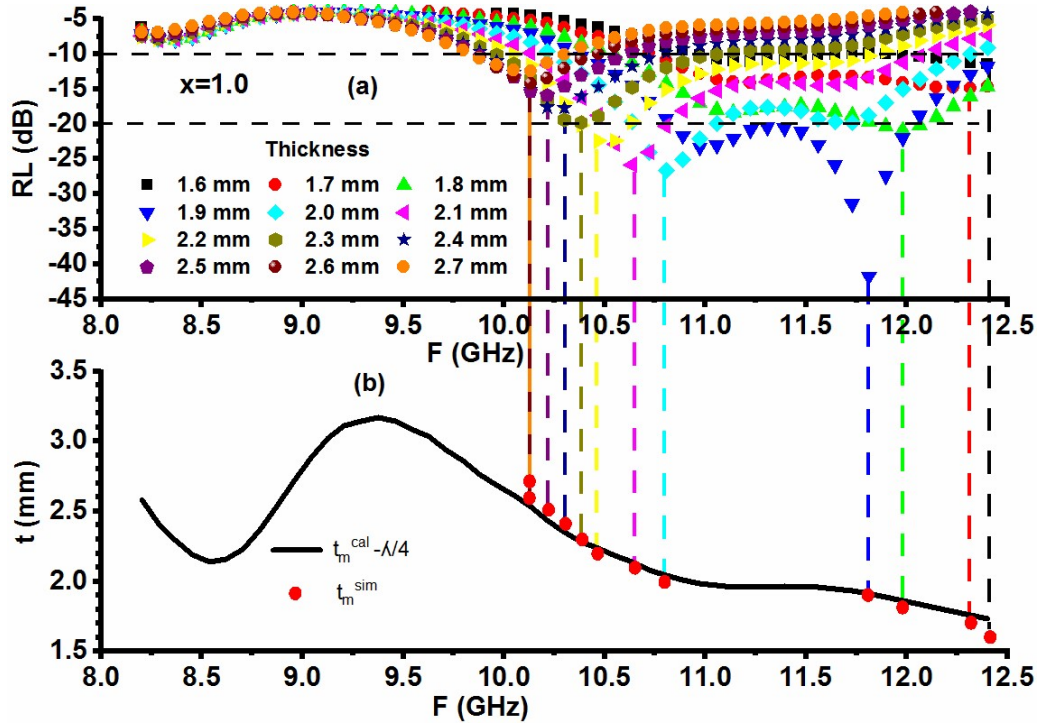 -5
-10
-15
-20
-25
-30
-35
-40
-45
RL (dB)
x=1.0
(a)
Thickness
1.6 mm 1.7 mm 1.8 mm
1.9 mm 2.0 mm 2.1 mm
2.2 mm 2.3 mm 2.4 mm
2.5 mm 2.6 mm 2.7 mm
8.0 8.5 9.0 9.5 10.0 10.5 11.0 11.5 12.0 12.5
F (GHz)
3.5
3.0
2.5
2.0
1.5
t (mm)
(b)
t_m^cal -λ/4
t_m^sim
8.0 8.5 9.0 9.5 10.0 10.5 11.0 11.5 12.0 12.5
F (GHz)